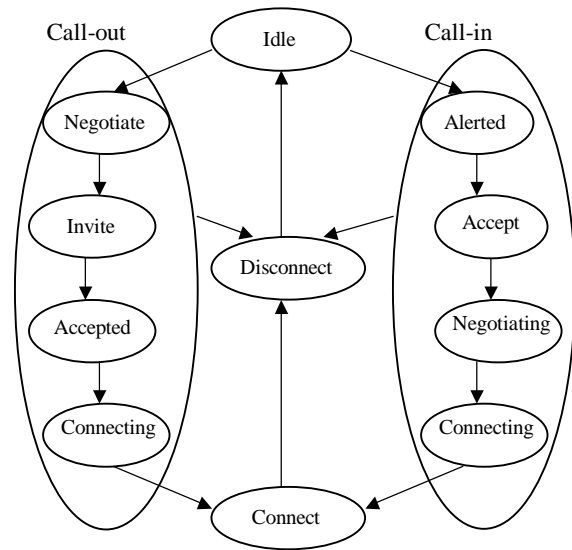 Call-out
Idle
Call-in
Negotiate
Alerted
Invite
Accept
Disconnect
Accepted
Negotiating
Connecting
Connecting
Connect